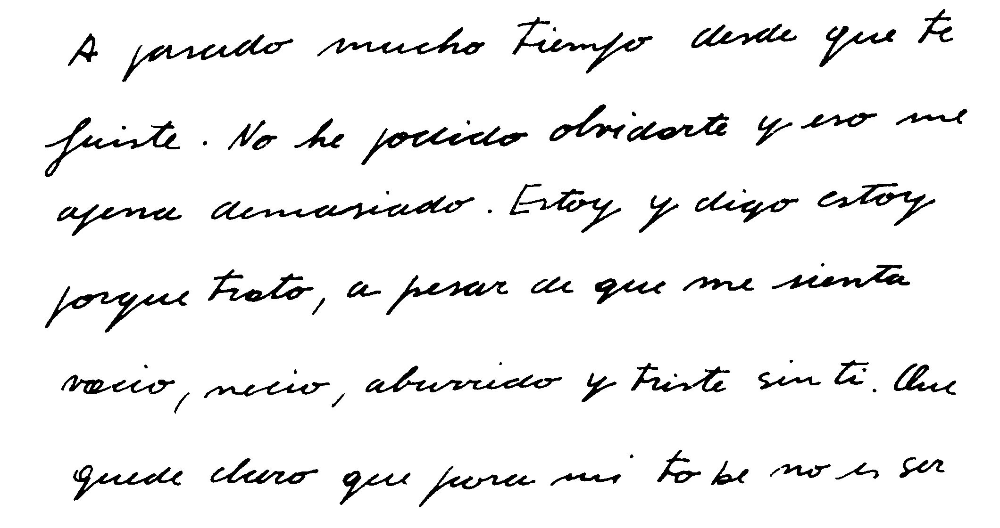 A pasado mucho tiempo desde que te
fuiste. No he podido olvidarte y eso me
apena demasiado. Estoy y digo estoy
porque trato, a pesar de que me sienta
vacio, necio, aburrido y triste sin ti. Que
quede claro que para mi to be no es ser